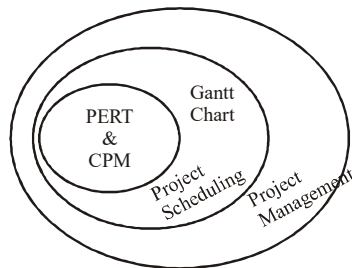 PERT
&
CPM
Gantt
Chart
Project
Scheduling
Project
Management